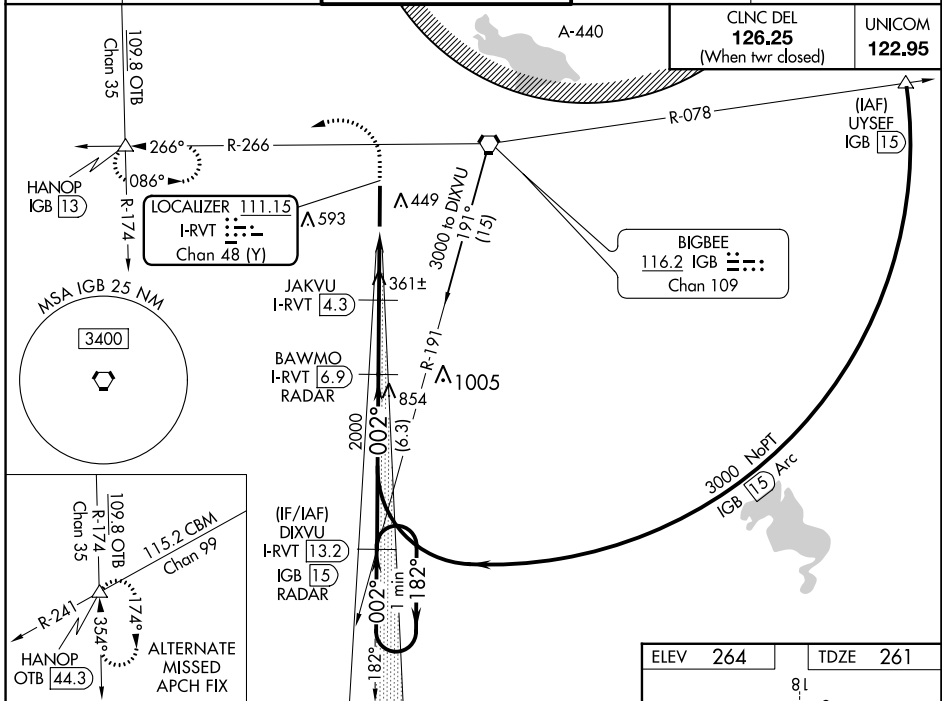 A-440
CLNC DEL
126.25
(When twr closed)
UNICOM
122.95
109.8 OTB
Chan 35
R-078
(IAF)
UYSEF
IGB 15
266°
R-266
086°
HANOP
IGB 13
R-174
LOCALIZER 111.15
I-RVT
Chan 48 (Y)
593
449
3000 to DIXVU
191°
(15)
BIGBEE
116.2 IGB
Chan 109
MSA IGB 25 NM
3400
JAKVU
I-RVT 4.3
361±
R-191
BAWMO
I-RVT 6.9
RADAR
1005
854
2000
002°
(6.3)
3000 NoPT
IGB 15 Arc
109.8 OTB
R-174
Chan 35
115.2 CBM
Chan 99
R-241
174°
354°
HANOP
OTB 44.3
ALTERNATE
MISSED
APCH FIX
(IF/IAF)
DIXVU
I-RVT 13.2
IGB 15
RADAR
002°
1 min
182°
182°
ELEV 264
TDZE 261
18